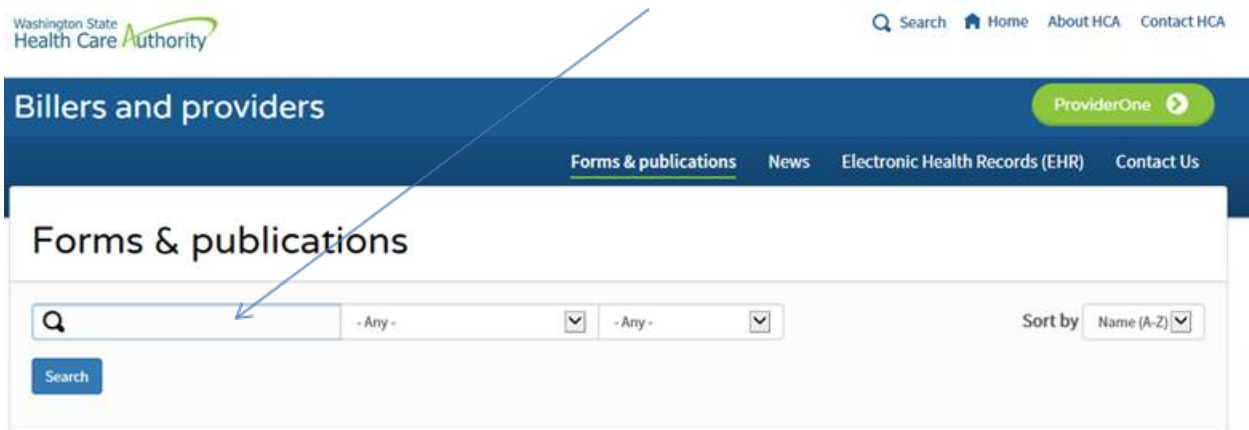 Washington State
Health Care Authority
Search Home About HCA Contact HCA
Billers and providers
ProviderOne
Forms & publications News Electronic Health Records (EHR) Contact Us
Forms & publications
- Any - - Any - Sort by Name (A-Z)
Search